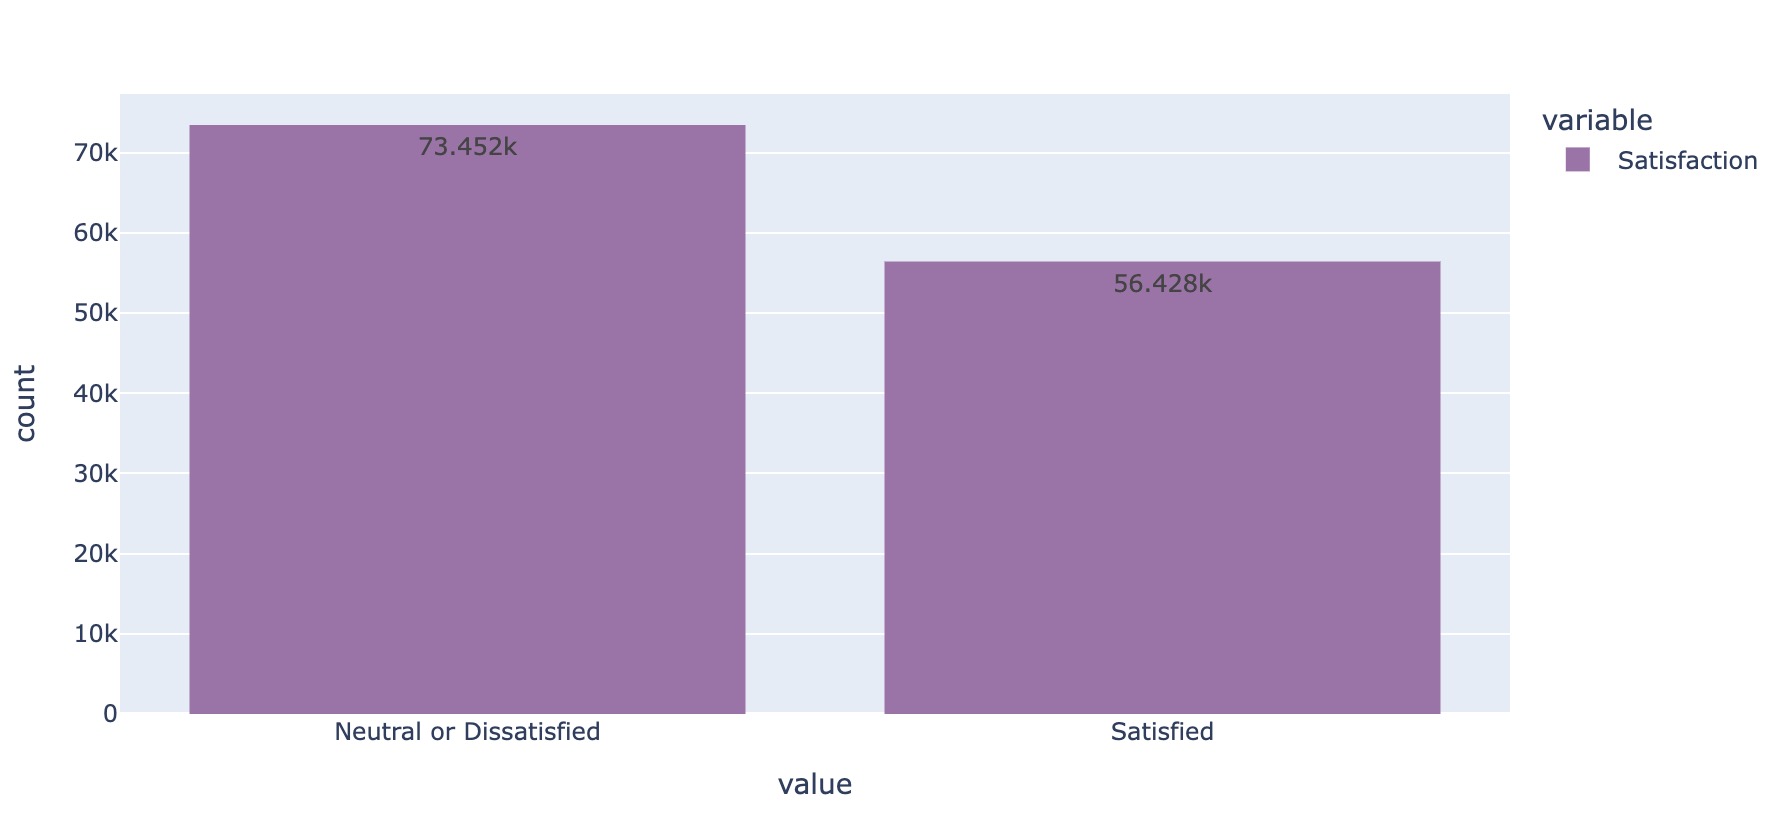 variable
Satisfaction
73.452k
56.428k
70k
60k
50k
40k
30k
20k
10k
0
count
Neutral or Dissatisfied
Satisfied
value